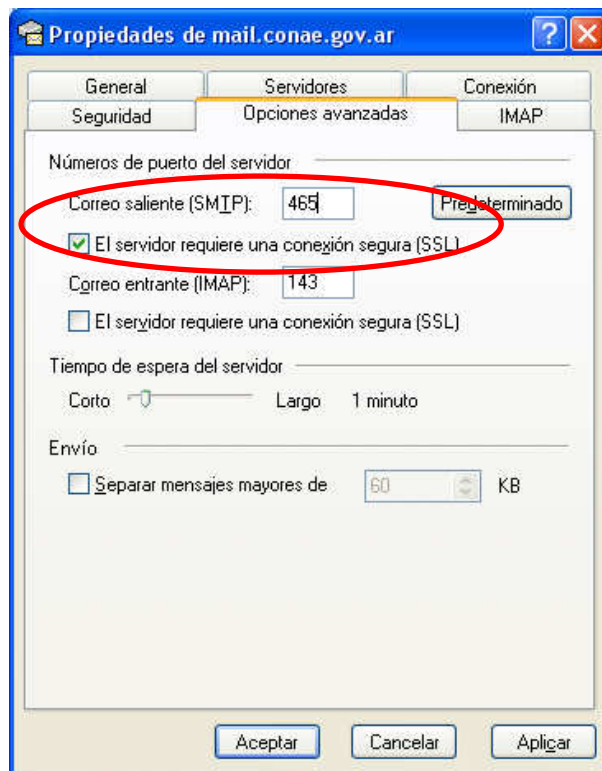 Propiedades de mail.conae.gov.ar
General Servidores Conexión
Seguridad Opciones avanzadas IMAP
Números de puerto del servidor
Correo saliente (SMTP): 465 Predeterminado
El servidor requiere una conexión segura (SSL)
Correo entrante (IMAP): 143
El servidor requiere una conexión segura (SSL)
Tiempo de espera del servidor
Corto Largo 1 minuto
Envío
Separar mensajes mayores de 60 KB
Aceptar Cancelar Aplicar